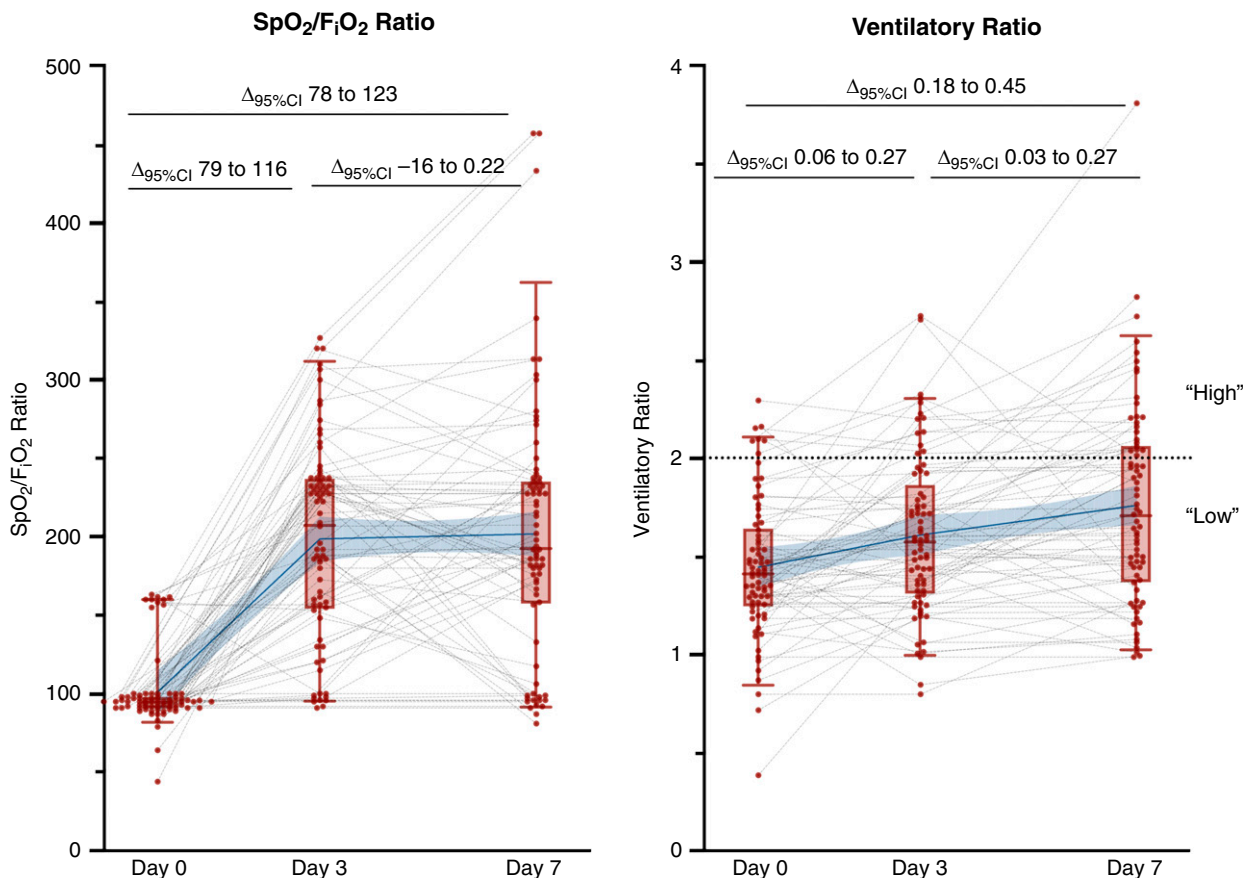 SpO₂/FᵢO₂ Ratio
SpO₂/FᵢO₂ Ratio
500
400
300
200
100
0
Δ95%CI 78 to 123
Δ95%CI 79 to 116
Δ95%CI –16 to 0.22
Day 0
Day 3
Day 7
Ventilatory Ratio
Ventilatory Ratio
4
3
2
1
0
Δ95%CI 0.18 to 0.45
Δ95%CI 0.06 to 0.27
Δ95%CI 0.03 to 0.27
“High”
“Low”
Day 0
Day 3
Day 7